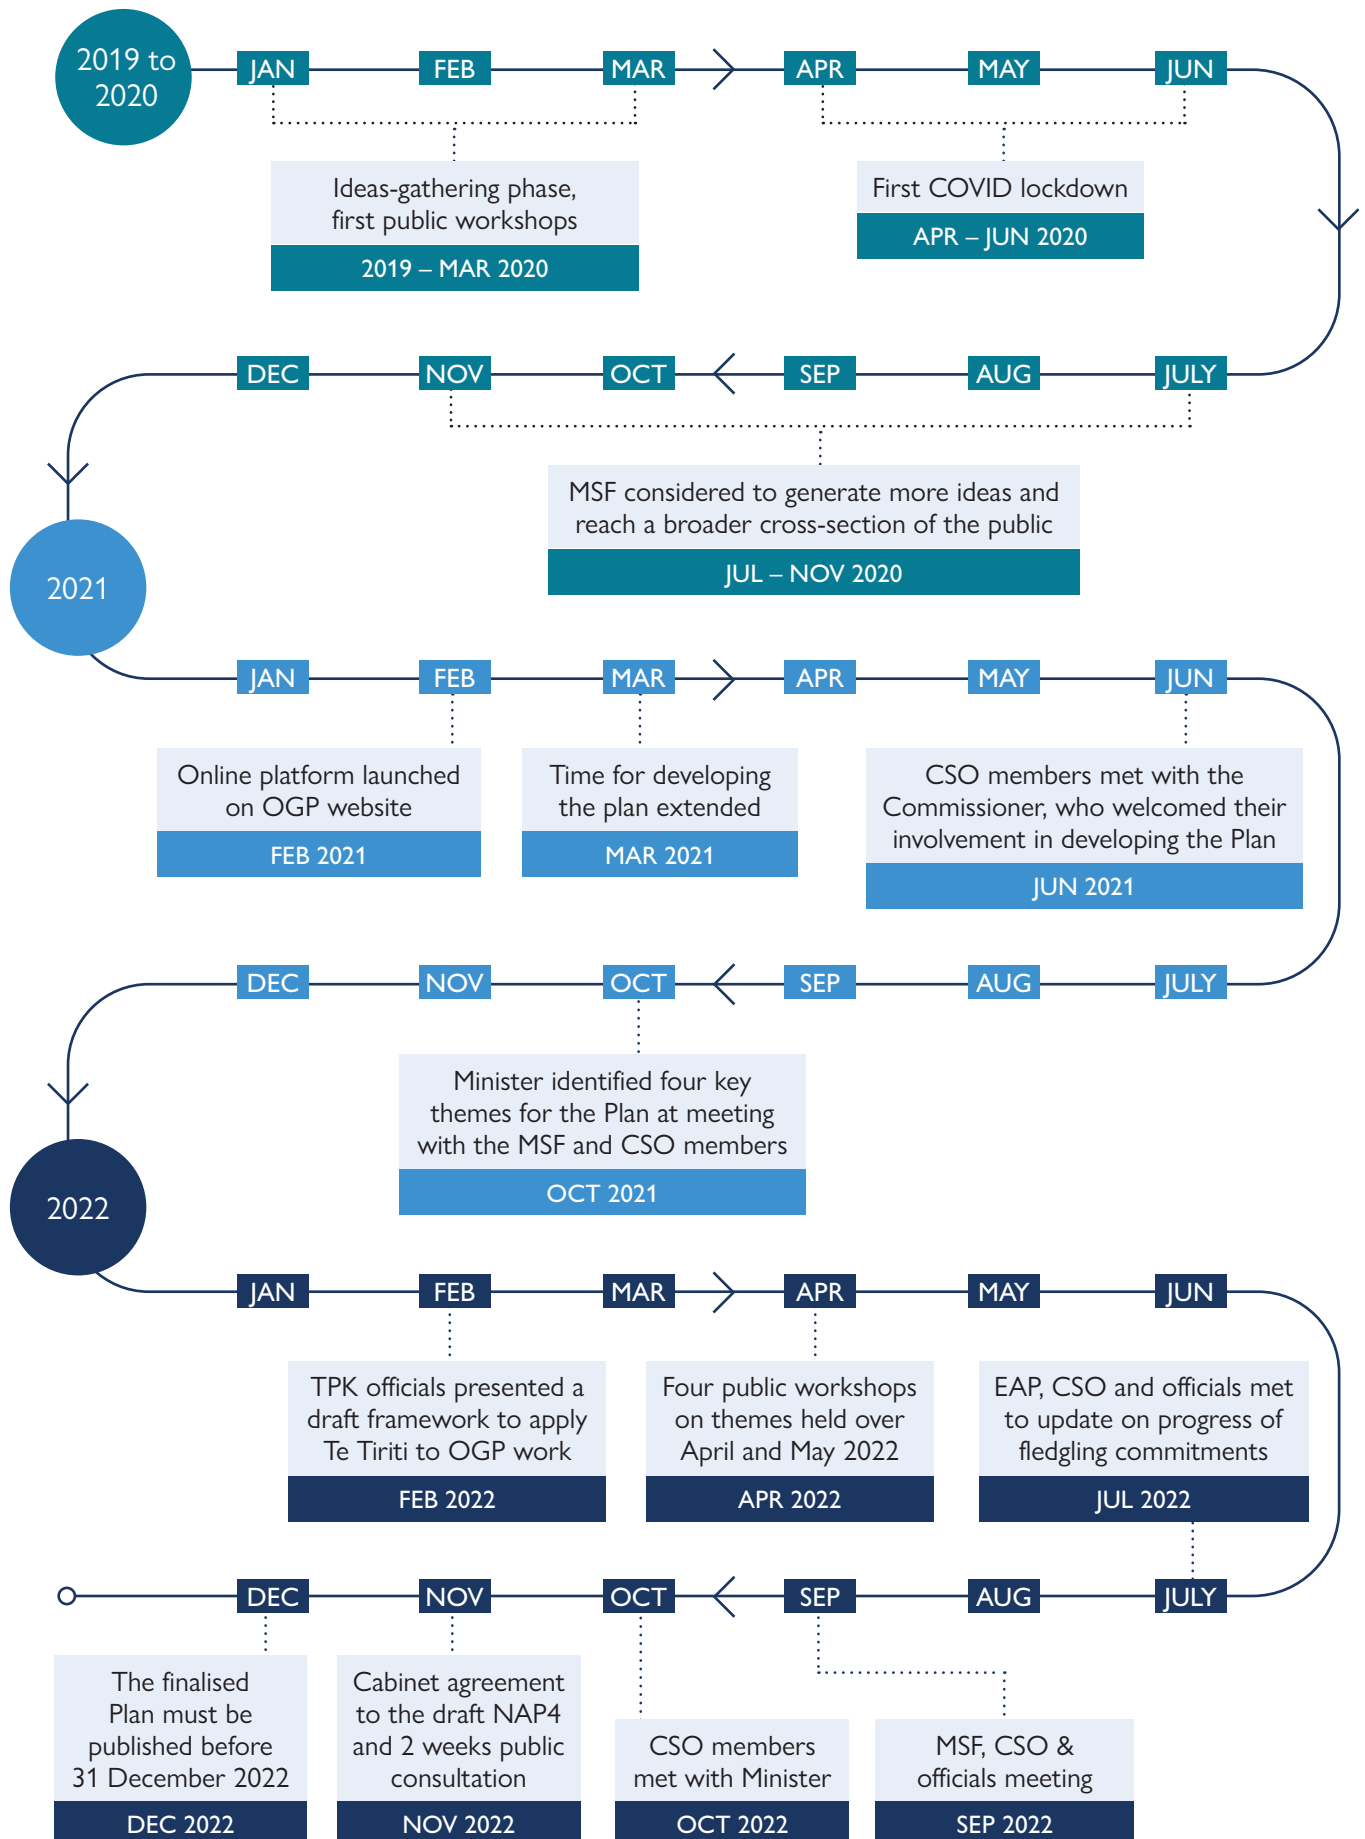 2019 to
2020
JAN
FEB
MAR
APR
MAY
JUN
Ideas-gathering phase,
first public workshops
2019 – MAR 2020
First COVID lockdown
APR – JUN 2020
DEC
NOV
OCT
SEP
AUG
JULY
MSF considered to generate more ideas and
reach a broader cross-section of the public
JUL – NOV 2020
2021
JAN
FEB
MAR
APR
MAY
JUN
Online platform launched
on OGP website
FEB 2021
Time for developing
the plan extended
MAR 2021
CSO members met with the
Commissioner, who welcomed their
involvement in developing the Plan
JUN 2021
DEC
NOV
OCT
SEP
AUG
JULY
Minister identified four key
themes for the Plan at meeting
with the MSF and CSO members
OCT 2021
2022
JAN
FEB
MAR
APR
MAY
JUN
TPK officials presented a
draft framework to apply
Te Tiriti to OGP work
FEB 2022
Four public workshops
on themes held over
April and May 2022
APR 2022
EAP, CSO and officials met
to update on progress of
fledgling commitments
JUL 2022
DEC
NOV
OCT
SEP
AUG
JULY
The finalised
Plan must be
published before
31 December 2022
DEC 2022
Cabinet agreement
to the draft NAP4
and 2 weeks public
consultation
NOV 2022
CSO members
met with Minister
OCT 2022
MSF, CSO &
officials meeting
SEP 2022